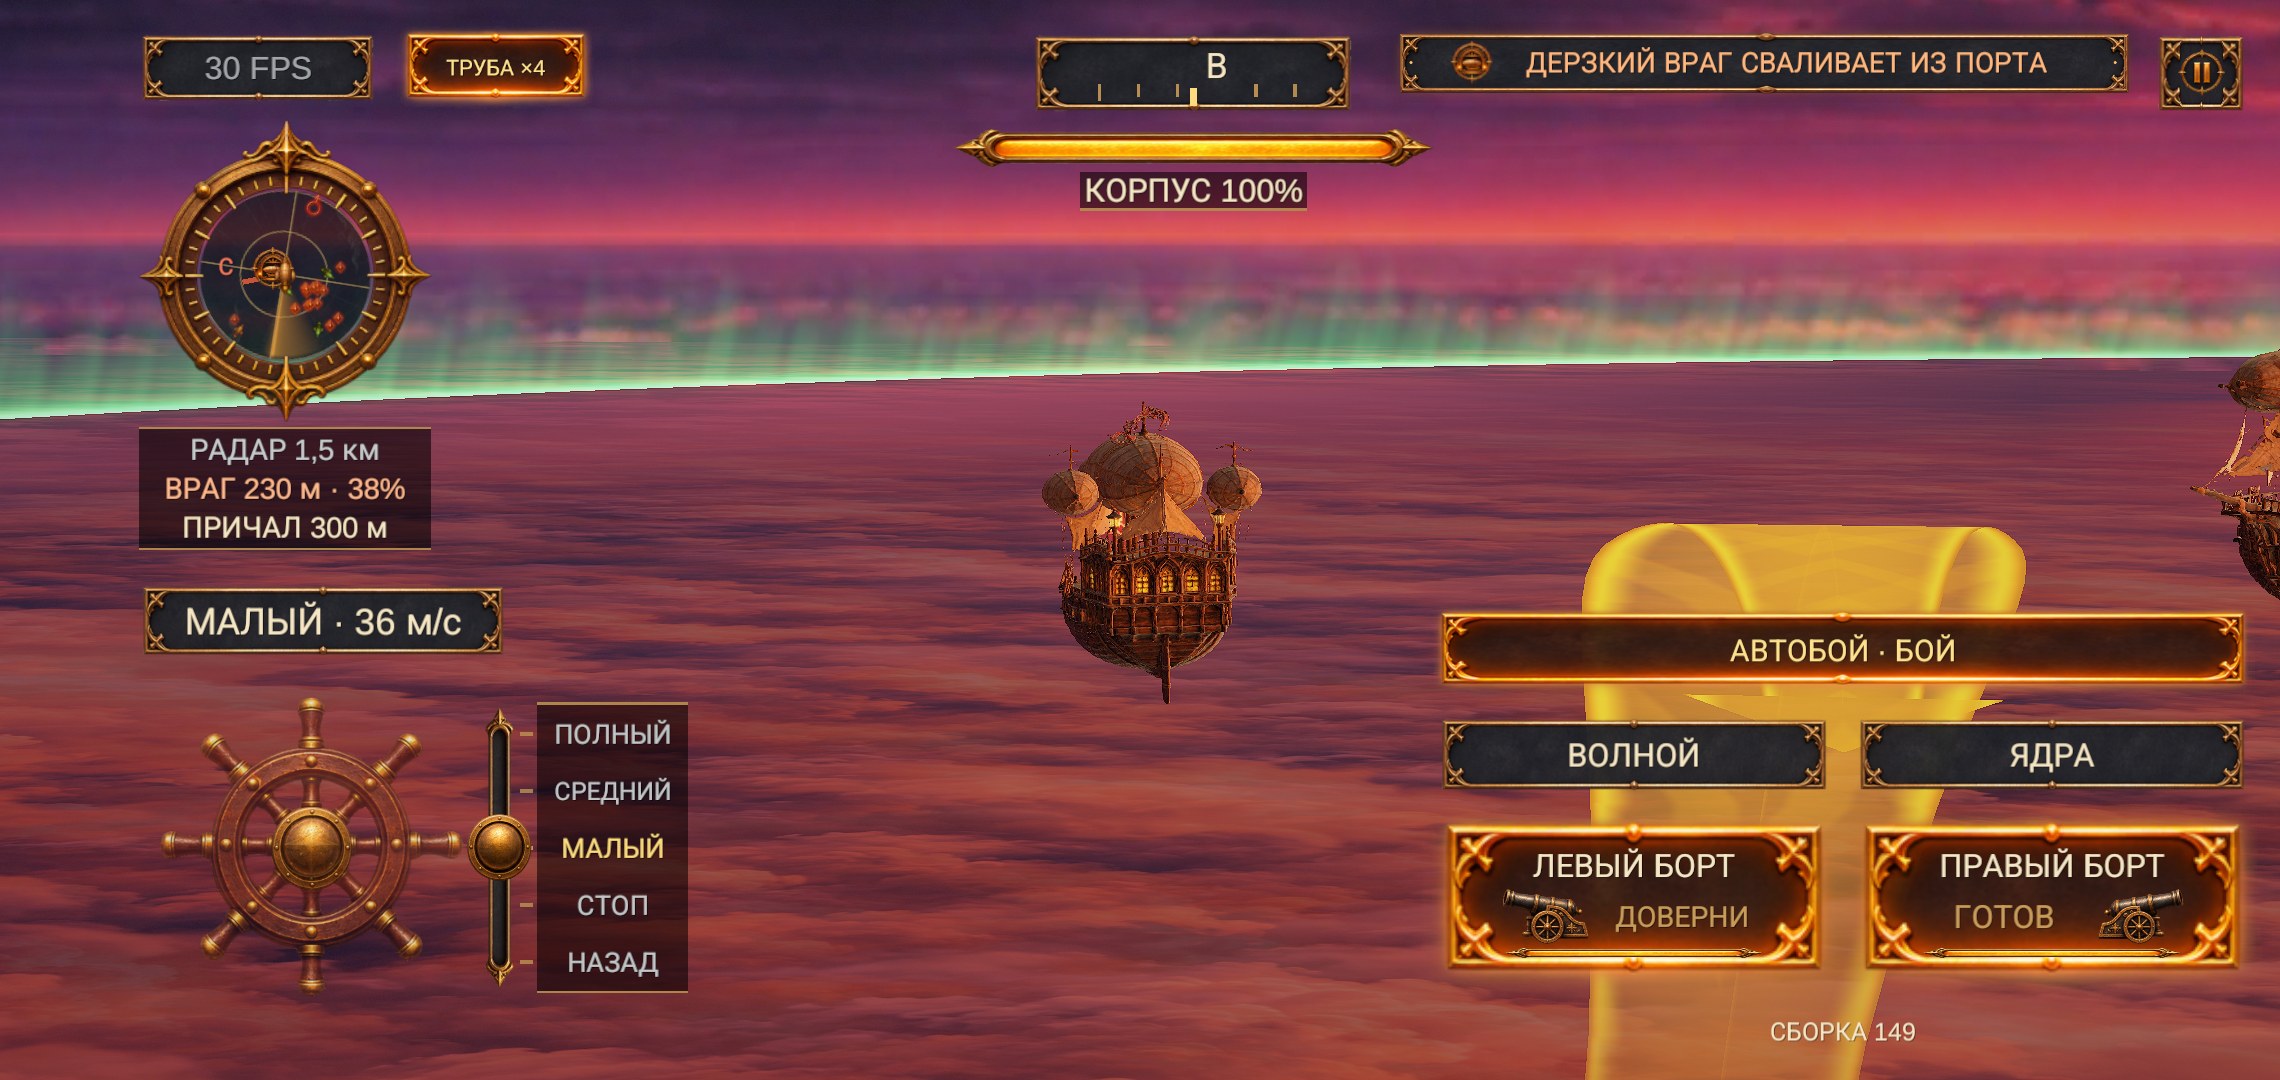 30 FPS
ТРУБА ×4
В
ДЕРЗКИЙ ВРАГ СВАЛИВАЕТ ИЗ ПОРТА
КОРПУС 100%
С
РАДАР 1,5 км
ВРАГ 230 м · 38%
ПРИЧАЛ 300 м
МАЛЫЙ · 36 м/с
ПОЛНЫЙ
СРЕДНИЙ
МАЛЫЙ
СТОП
НАЗАД
АВТОБОЙ · БОЙ
ВОЛНОЙ
ЯДРА
ЛЕВЫЙ БОРТ
ДОВЕРНИ
ПРАВЫЙ БОРТ
ГОТОВ
СБОРКА 149